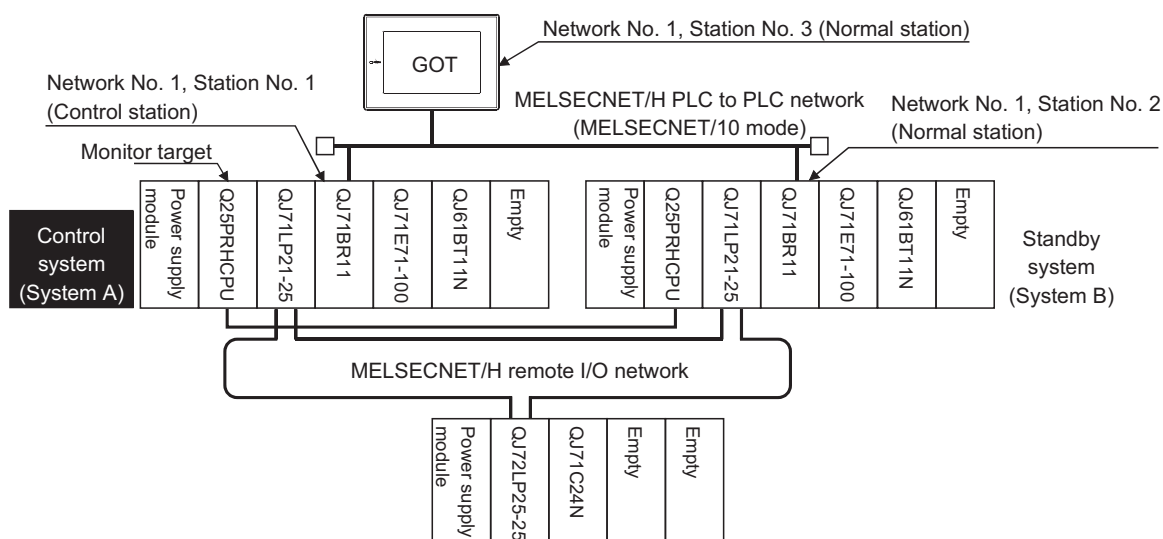 Network No. 1, Station No. 3 (Normal station)
GOT
Network No. 1, Station No. 1
(Control station)
MELSECNET/H PLC to PLC network
(MELSECNET/10 mode)
Network No. 1, Station No. 2
(Normal station)
Monitor target
Control
system
(System A)
Power supply
module
Q25PRHCPU
QJ71LP21-25
QJ71BR11
QJ71E71-100
QJ61BT11N
Empty
Power supply
module
Q25PRHCPU
QJ71LP21-25
QJ71BR11
QJ71E71-100
QJ61BT11N
Empty
Standby
system
(System B)
MELSECNET/H remote I/O network
Power supply
module
QJ72LP25-25
QJ71C24N
Empty
Empty